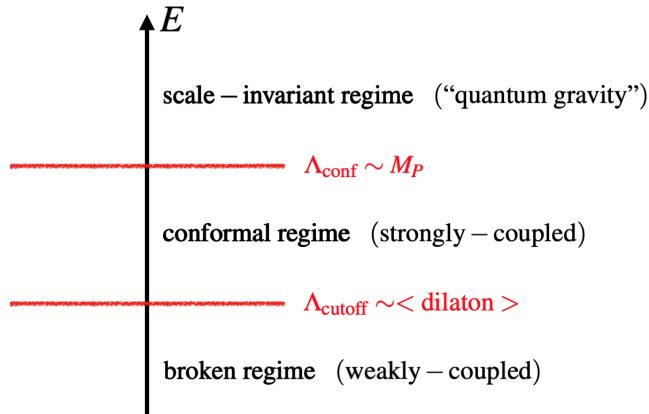 E
scale – invariant regime (“quantum gravity”)
Λconf ∼ MP
conformal regime (strongly – coupled)
Λcutoff ∼< dilaton >
broken regime (weakly – coupled)